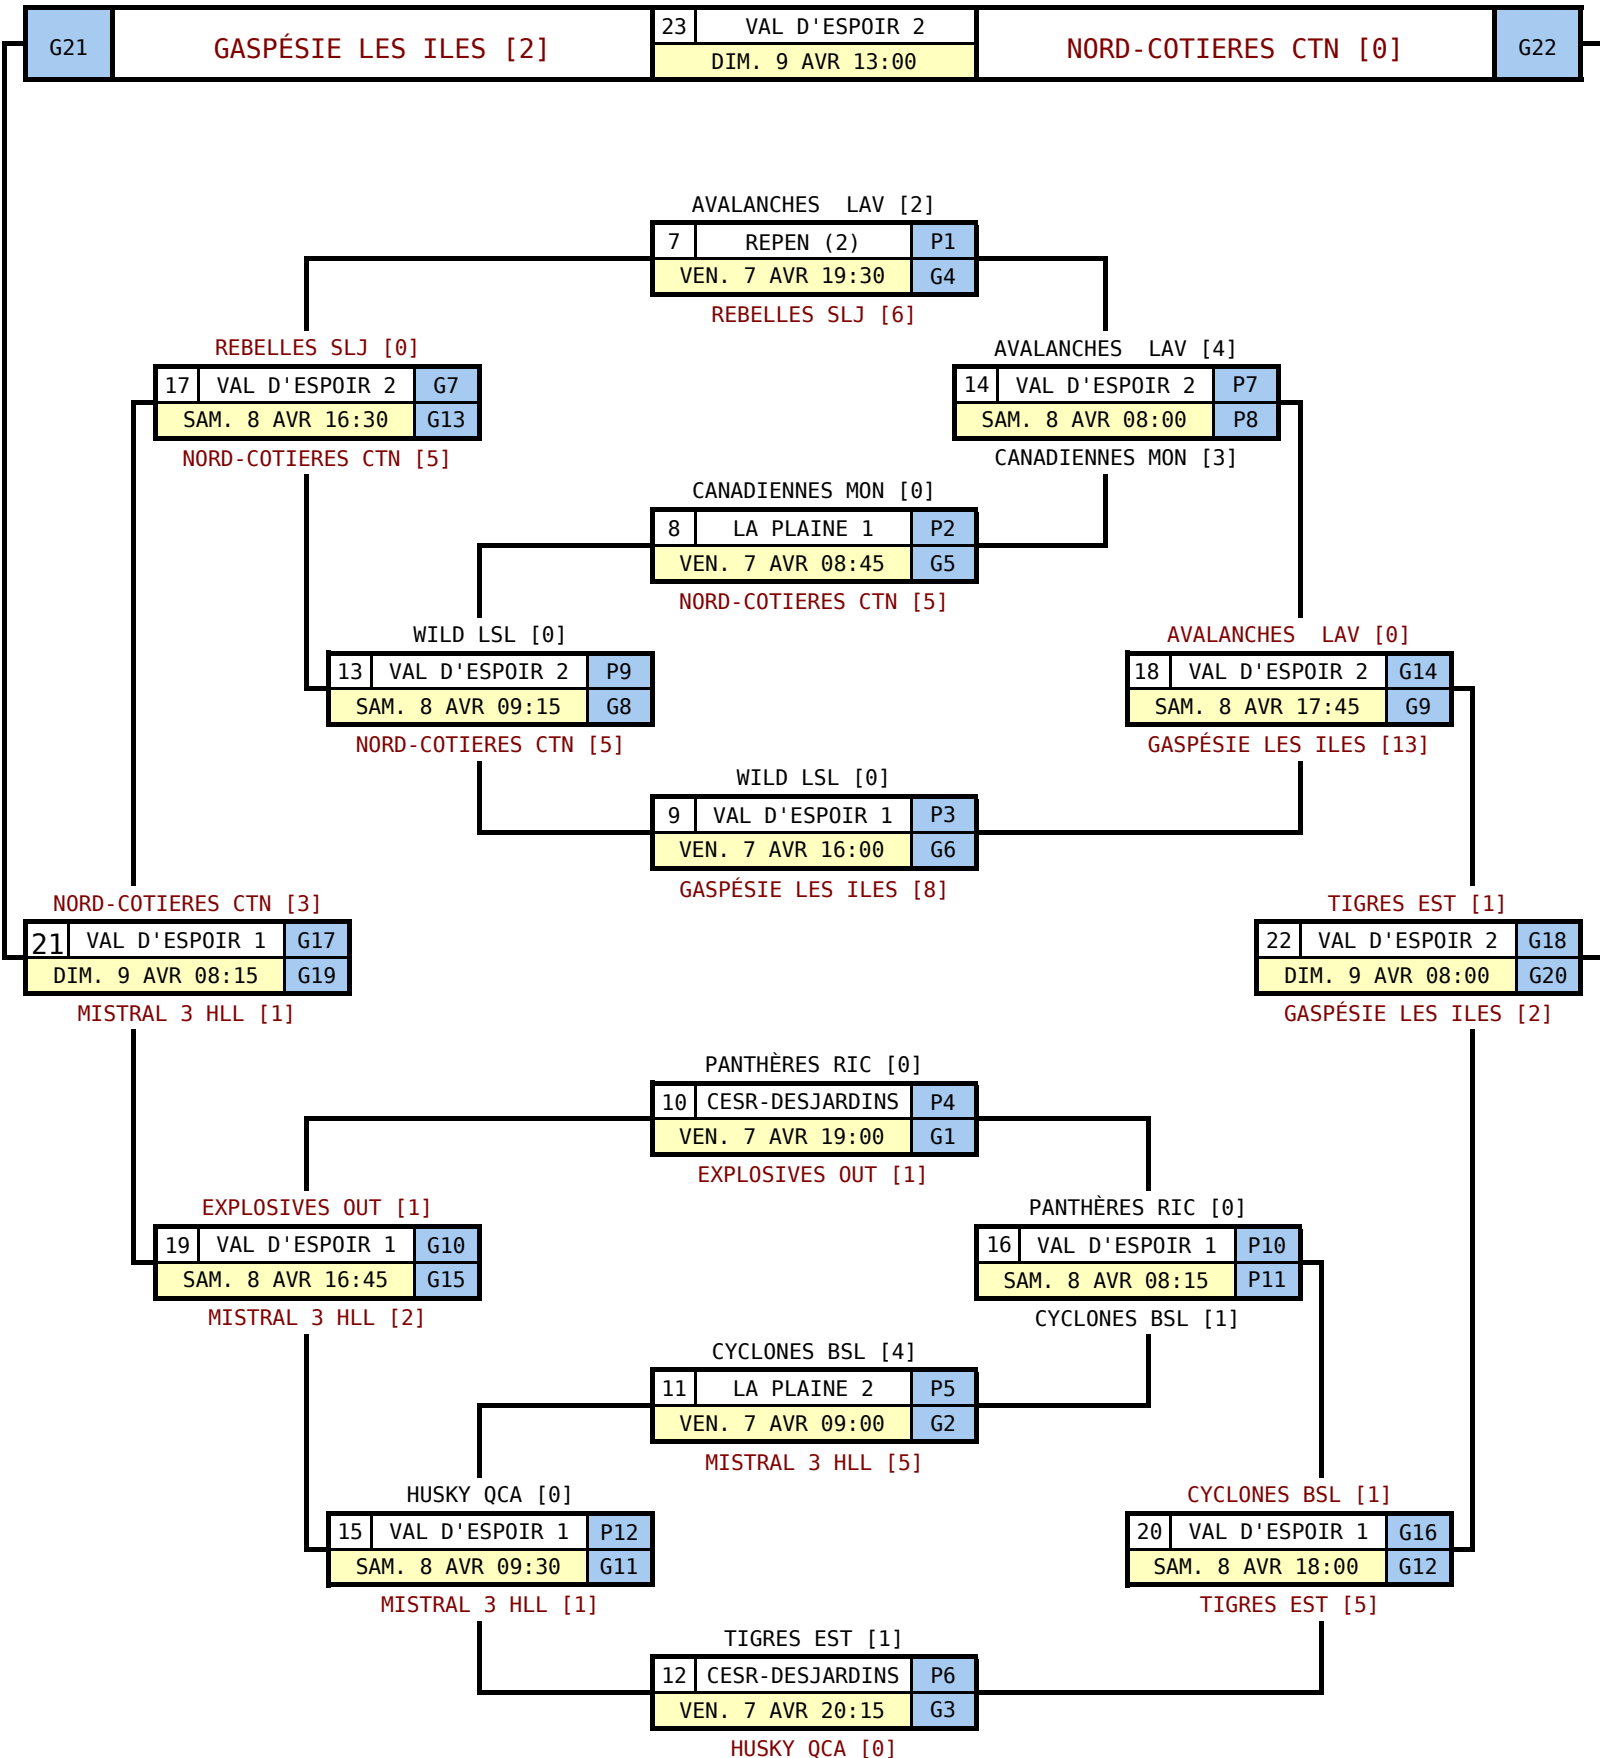 G21
GASPÉSIE LES ILES [2]
23 VAL D'ESPOIR 2
DIM. 9 AVR 13:00
NORD-COTIERES CTN [0]
G22
AVALANCHES  LAV [2]
7 REPEN (2) P1
VEN. 7 AVR 19:30 G4
REBELLES SLJ [6]
REBELLES SLJ [0]
17 VAL D'ESPOIR 2 G7
SAM. 8 AVR 16:30 G13
NORD-COTIERES CTN [5]
AVALANCHES  LAV [4]
14 VAL D'ESPOIR 2 P7
SAM. 8 AVR 08:00 P8
CANADIENNES MON [3]
CANADIENNES MON [0]
8 LA PLAINE 1 P2
VEN. 7 AVR 08:45 G5
NORD-COTIERES CTN [5]
WILD LSL [0]
13 VAL D'ESPOIR 2 P9
SAM. 8 AVR 09:15 G8
NORD-COTIERES CTN [5]
AVALANCHES  LAV [0]
18 VAL D'ESPOIR 2 G14
SAM. 8 AVR 17:45 G9
GASPÉSIE LES ILES [13]
WILD LSL [0]
9 VAL D'ESPOIR 1 P3
VEN. 7 AVR 16:00 G6
GASPÉSIE LES ILES [8]
NORD-COTIERES CTN [3]
21 VAL D'ESPOIR 1 G17
DIM. 9 AVR 08:15 G19
MISTRAL 3 HLL [1]
TIGRES EST [1]
22 VAL D'ESPOIR 2 G18
DIM. 9 AVR 08:00 G20
GASPÉSIE LES ILES [2]
PANTHÈRES RIC [0]
10 CESR-DESJARDINS P4
VEN. 7 AVR 19:00 G1
EXPLOSIVES OUT [1]
EXPLOSIVES OUT [1]
19 VAL D'ESPOIR 1 G10
SAM. 8 AVR 16:45 G15
MISTRAL 3 HLL [2]
PANTHÈRES RIC [0]
16 VAL D'ESPOIR 1 P10
SAM. 8 AVR 08:15 P11
CYCLONES BSL [1]
CYCLONES BSL [4]
11 LA PLAINE 2 P5
VEN. 7 AVR 09:00 G2
MISTRAL 3 HLL [5]
HUSKY QCA [0]
15 VAL D'ESPOIR 1 P12
SAM. 8 AVR 09:30 G11
MISTRAL 3 HLL [1]
CYCLONES BSL [1]
20 VAL D'ESPOIR 1 G16
SAM. 8 AVR 18:00 G12
TIGRES EST [5]
TIGRES EST [1]
12 CESR-DESJARDINS P6
VEN. 7 AVR 20:15 G3
HUSKY QCA [0]